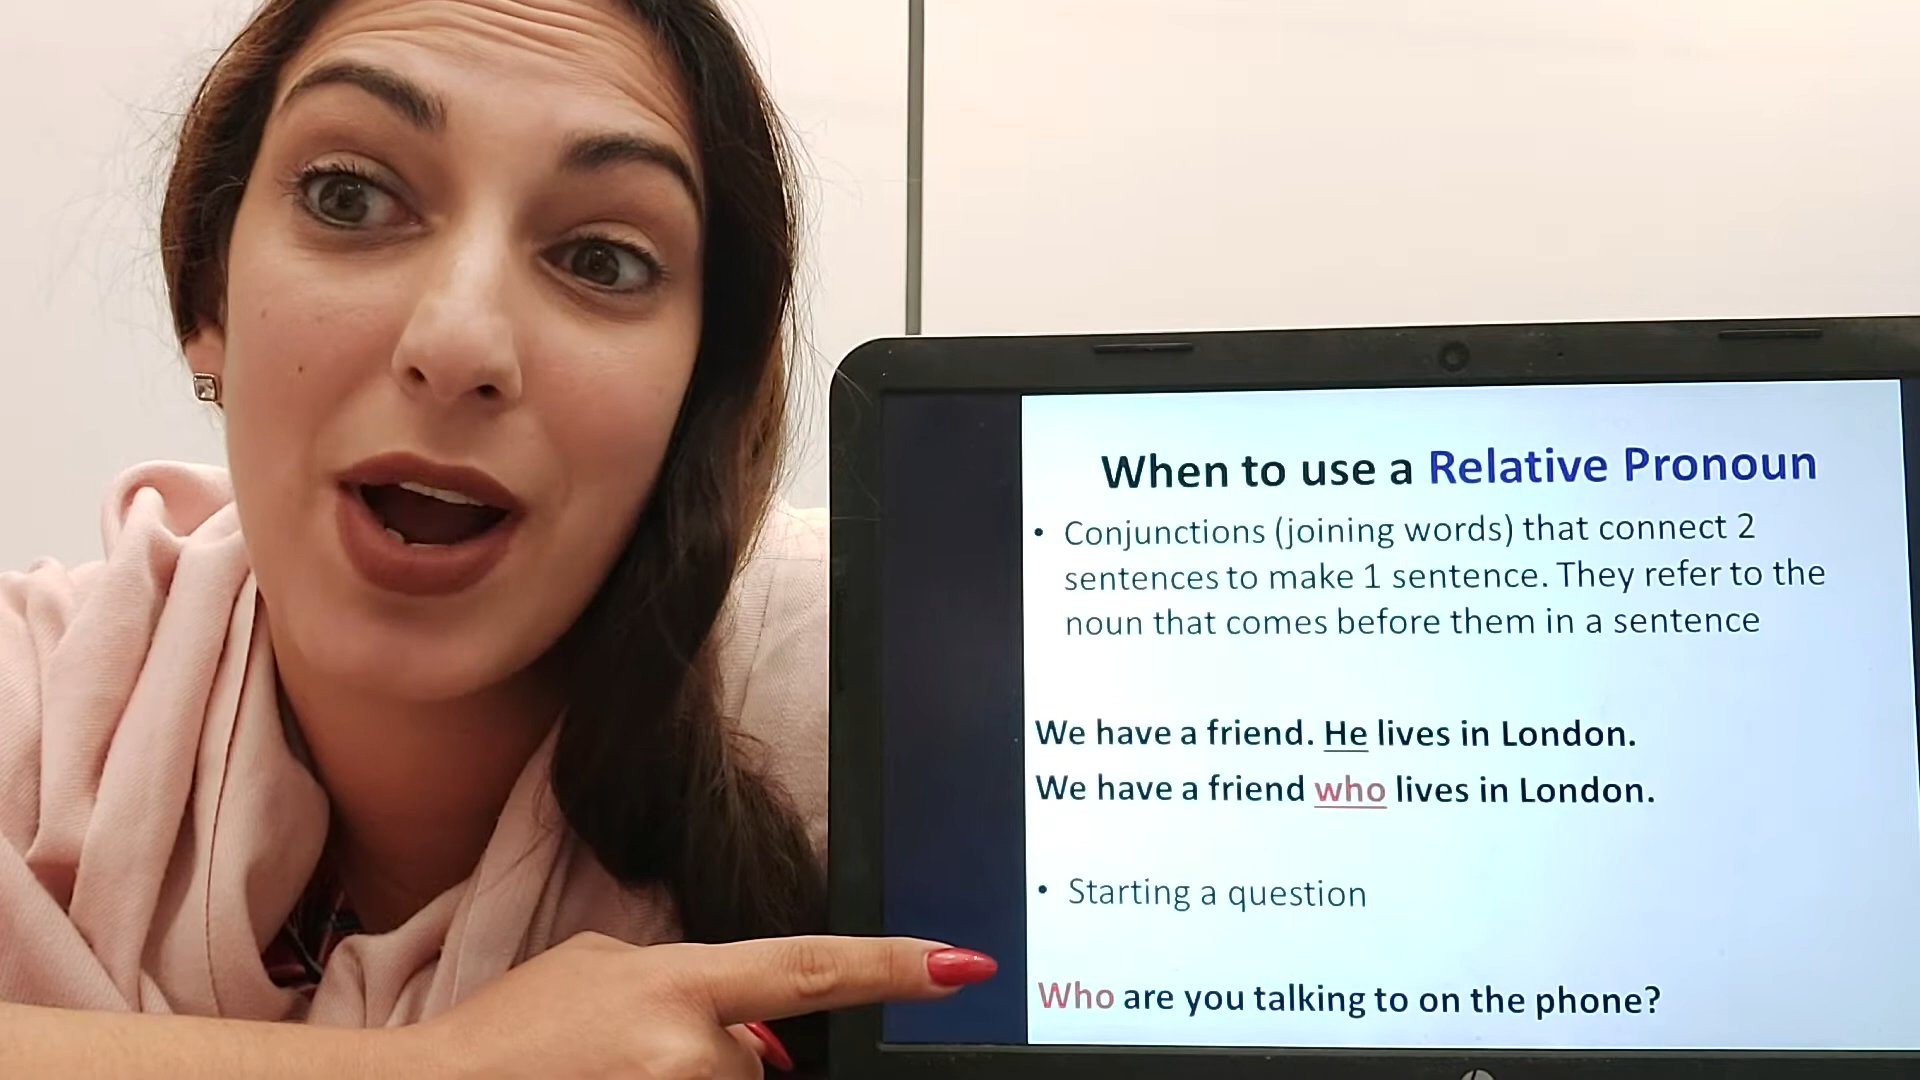 When to use a Relative Pronoun
• Conjunctions (joining words) that connect 2
sentences to make 1 sentence. They refer to the
noun that comes before them in a sentence
We have a friend. He lives in London.
We have a friend who lives in London.
• Starting a question
Who are you talking to on the phone?